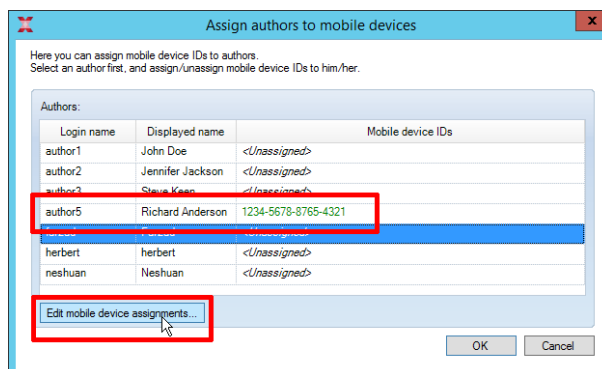 Assign authors to mobile devices
x
Here you can assign mobile device IDs to authors.
Select an author first, and assign/unassign mobile device IDs to him/her.
Authors:
Login name Displayed name Mobile device IDs
author1 John Doe <Unassigned>
author2 Jennifer Jackson <Unassigned>
author3 Steve Keen <Unassigned>
author5 Richard Anderson 1234-5678-8765-4321
<Unassigned>
herbert herbert <Unassigned>
neshuan Neshuan <Unassigned>
Edit mobile device assignments...
OK Cancel